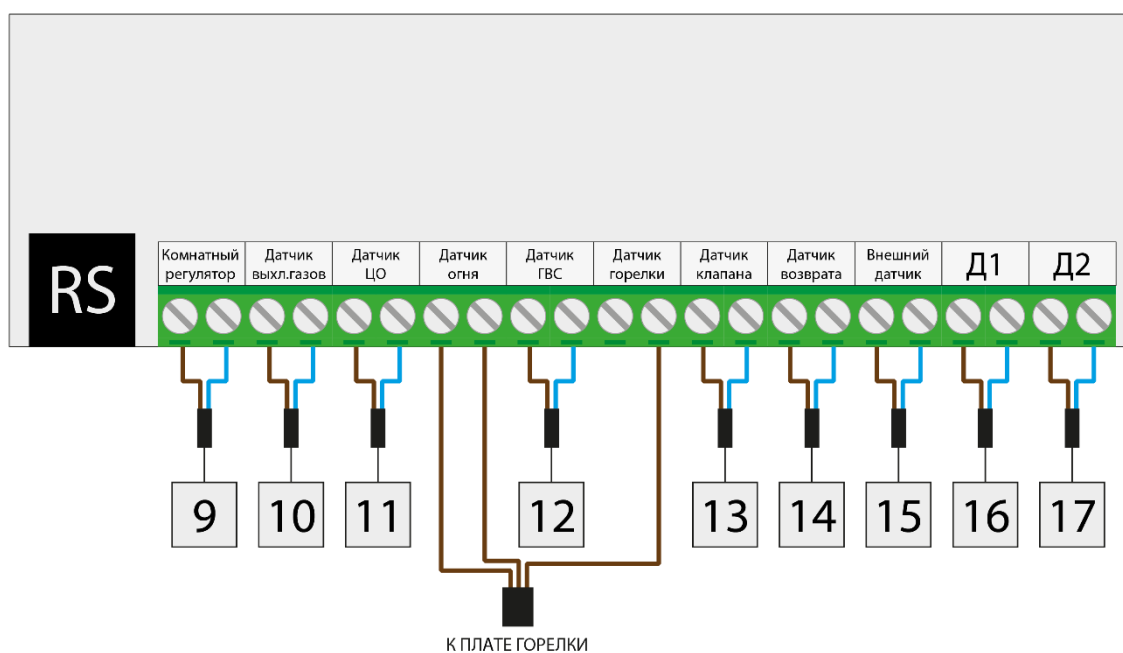 RS
Комнатный
регулятор
Датчик
выхл.газов
Датчик
ЦО
Датчик
огня
Датчик
ГВС
Датчик
горелки
Датчик
клапана
Датчик
возврата
Внешний
датчик
Д1
Д2
9
10
11
12
13
14
15
16
17
К ПЛАТЕ ГОРЕЛКИ